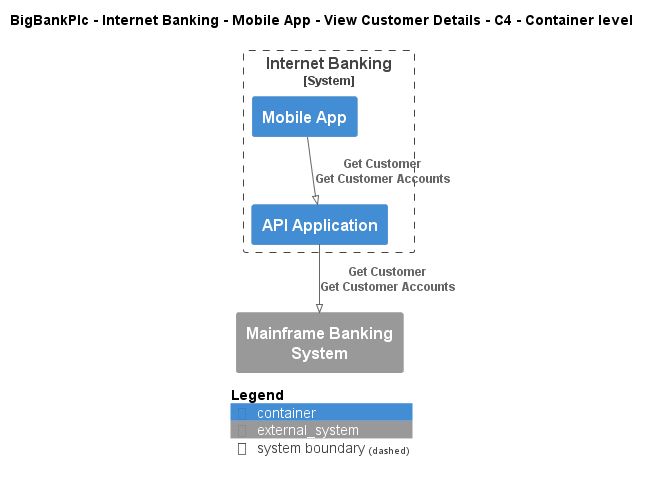 BigBankPlc - Internet Banking - Mobile App - View Customer Details - C4 - Container level
Internet Banking
[System]
Mobile App
Get Customer
Get Customer Accounts
API Application
Get Customer
Get Customer Accounts
Mainframe Banking
System
Legend
container
external_system
system boundary (dashed)